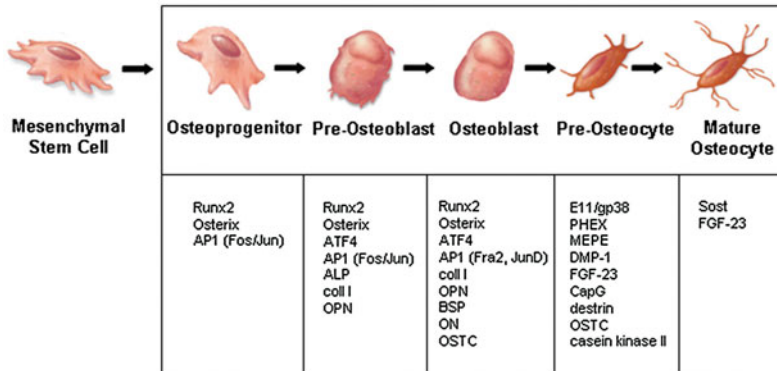 Mesenchymal
Stem Cell
Osteoprogenitor
Pre-Osteoblast
Osteoblast
Pre-Osteocyte
Mature
Osteocyte
Runx2
Osterix
AP1 (Fos/Jun)
Runx2
Osterix
ATF4
AP1 (Fos/Jun)
ALP
coll I
OPN
Runx2
Osterix
ATF4
AP1 (Fra2, JunD)
coll I
OPN
BSP
ON
OSTC
E11/gp38
PHEX
MEPE
DMP-1
FGF-23
CapG
destrin
OSTC
casein kinase II
Sost
FGF-23